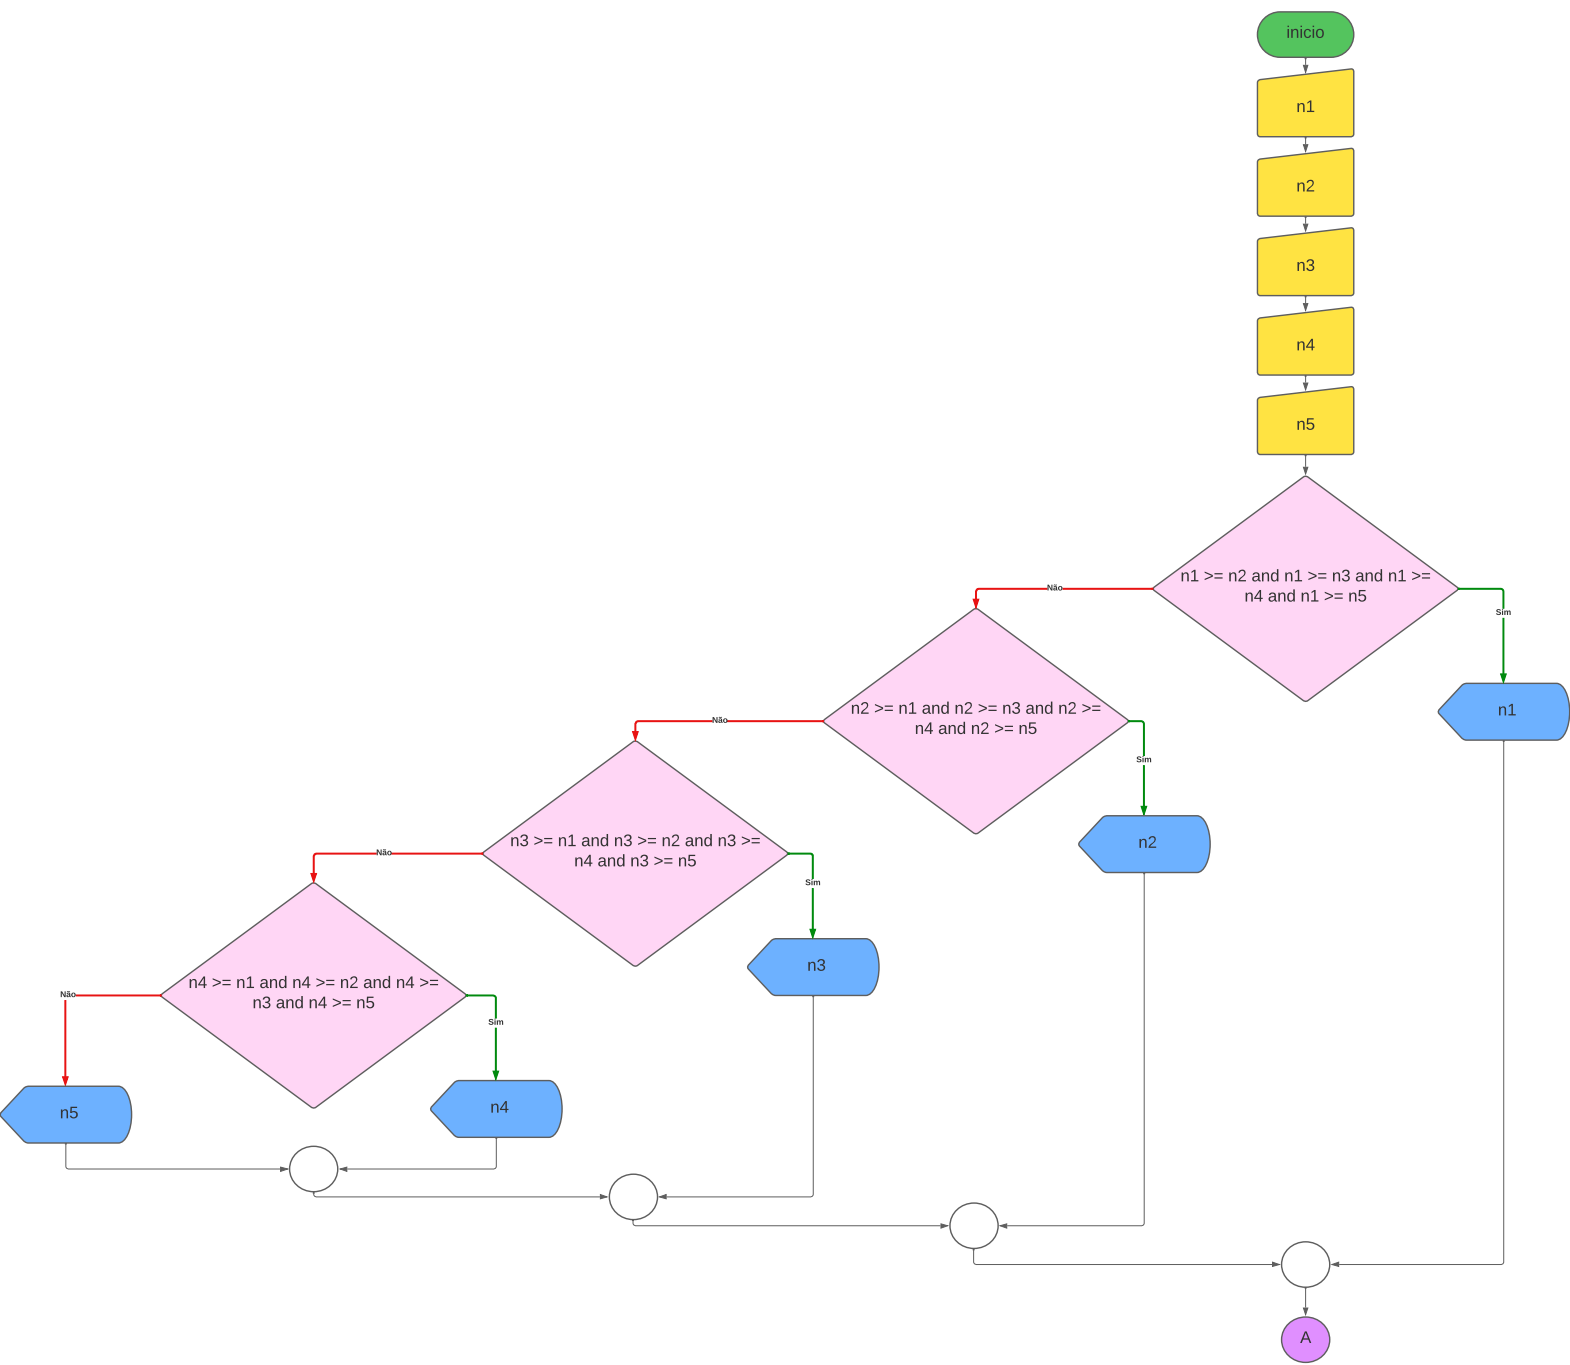 inicio
n1
n2
n3
n4
n5
n1 >= n2 and n1 >= n3 and n1 >=
n4 and n1 >= n5
Não
Sim
n1
n2 >= n1 and n2 >= n3 and n2 >=
n4 and n2 >= n5
Não
Sim
n2
n3 >= n1 and n3 >= n2 and n3 >=
n4 and n3 >= n5
Não
Sim
n3
n4 >= n1 and n4 >= n2 and n4 >=
n3 and n4 >= n5
Não
Sim
n5
n4
A